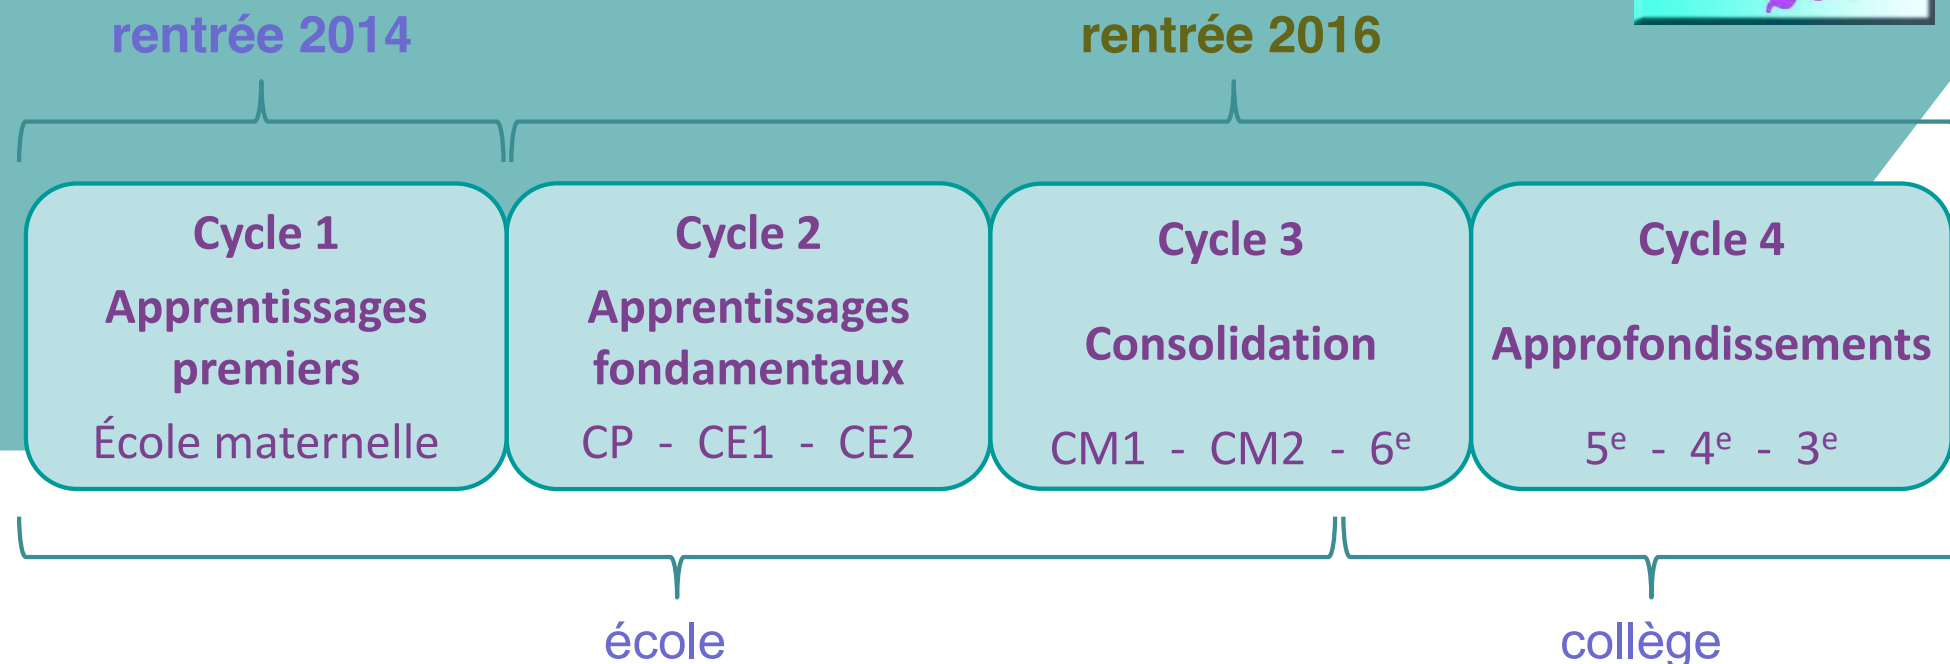 rentrée 2014
rentrée 2016
Cycle 1
Apprentissages
premiers
École maternelle
Cycle 2
Apprentissages
fondamentaux
CP - CE1 - CE2
Cycle 3
Consolidation
CM1 - CM2 - 6e
Cycle 4
Approfondissements
5e - 4e - 3e
école
collège